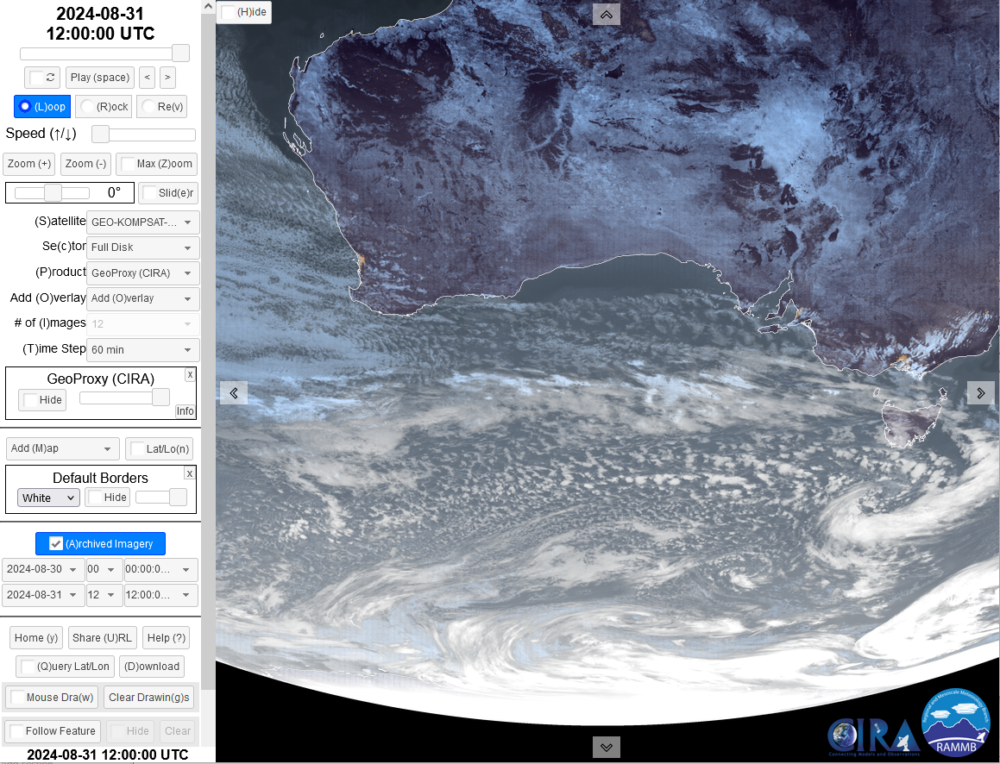 2024-08-31
12:00:00 UTC
Play (space)
<
>
(L)oop
(R)ock
Re(v)
Speed (↑/↓)
Zoom (+)
Zoom (-)
Max (Z)oom
0°
Slid(e)r
(S)atellite
GEO-KOMPSAT-...
Se(c)tor
Full Disk
(P)roduct
GeoProxy (CIRA)
Add (O)verlay
Add (O)verlay
# of (I)mages
12
(T)ime Step
60 min
GeoProxy (CIRA)
x
Hide
Info
Add (M)ap
Lat/Lo(n)
Default Borders
x
White
Hide
(A)rchived Imagery
2024-08-30
00
00:00:0...
2024-08-31
12
12:00:0...
Home (y)
Share (U)RL
Help (?)
(Q)uery Lat/Lon
(D)ownload
Mouse Dra(w)
Clear Drawin(g)s
Follow Feature
Hide
Clear
2024-08-31 12:00:00 UTC
(H)ide
CIRA
Connecting Models and Observations
Regional and Mesoscale Meteorology Branch
RAMMB